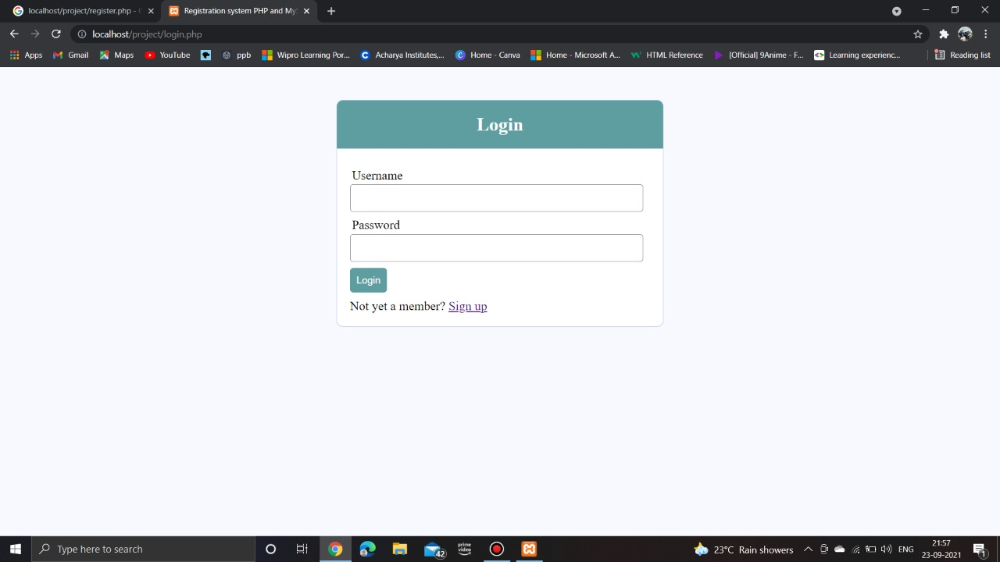 localhost/project/register.php - G
Registration system PHP and My
localhost/project/login.php
Apps
Gmail
Maps
YouTube
ppb
Wipro Learning Por...
Acharya Institutes,...
Home - Canva
Home - Microsoft A...
HTML Reference
[Official] 9Anime - F...
Learning experienc...
Reading list
Login
Username
Password
Login
Not yet a member? Sign up
Type here to search
42
prime video
23°C Rain showers
ENG
21:57
23-09-2021
1